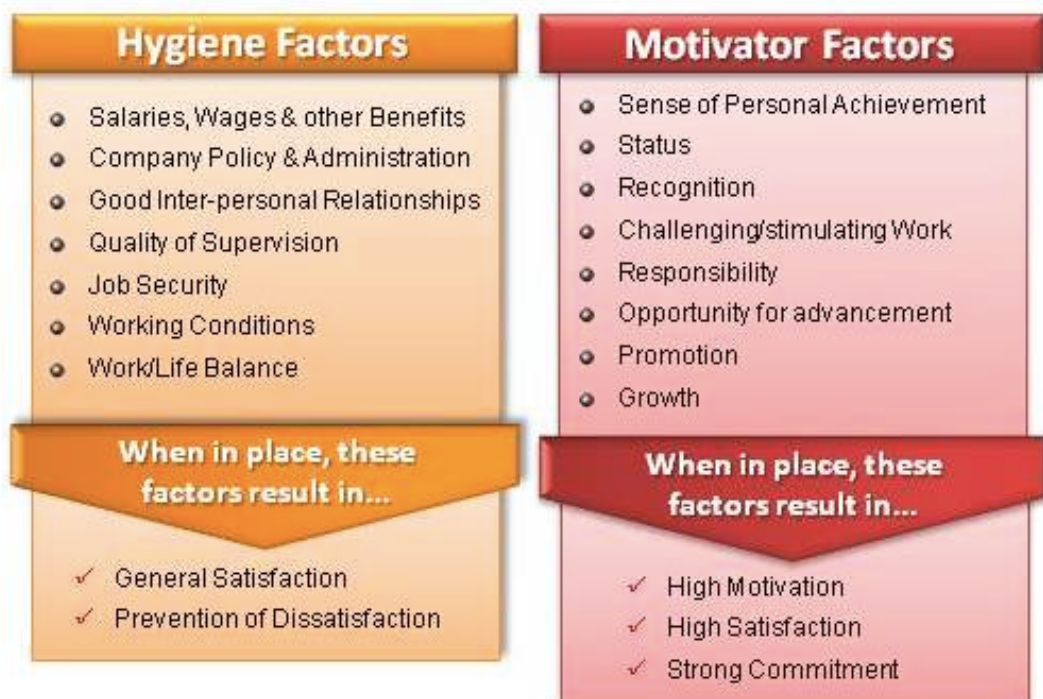 Hygiene Factors
Salaries, Wages & other Benefits
Company Policy & Administration
Good Inter-personal Relationships
Quality of Supervision
Job Security
Working Conditions
Work/Life Balance
When in place, these
factors result in...
General Satisfaction
Prevention of Dissatisfaction
Motivator Factors
Sense of Personal Achievement
Status
Recognition
Challenging/stimulating Work
Responsibility
Opportunity for advancement
Promotion
Growth
When in place, these
factors result in...
High Motivation
High Satisfaction
Strong Commitment